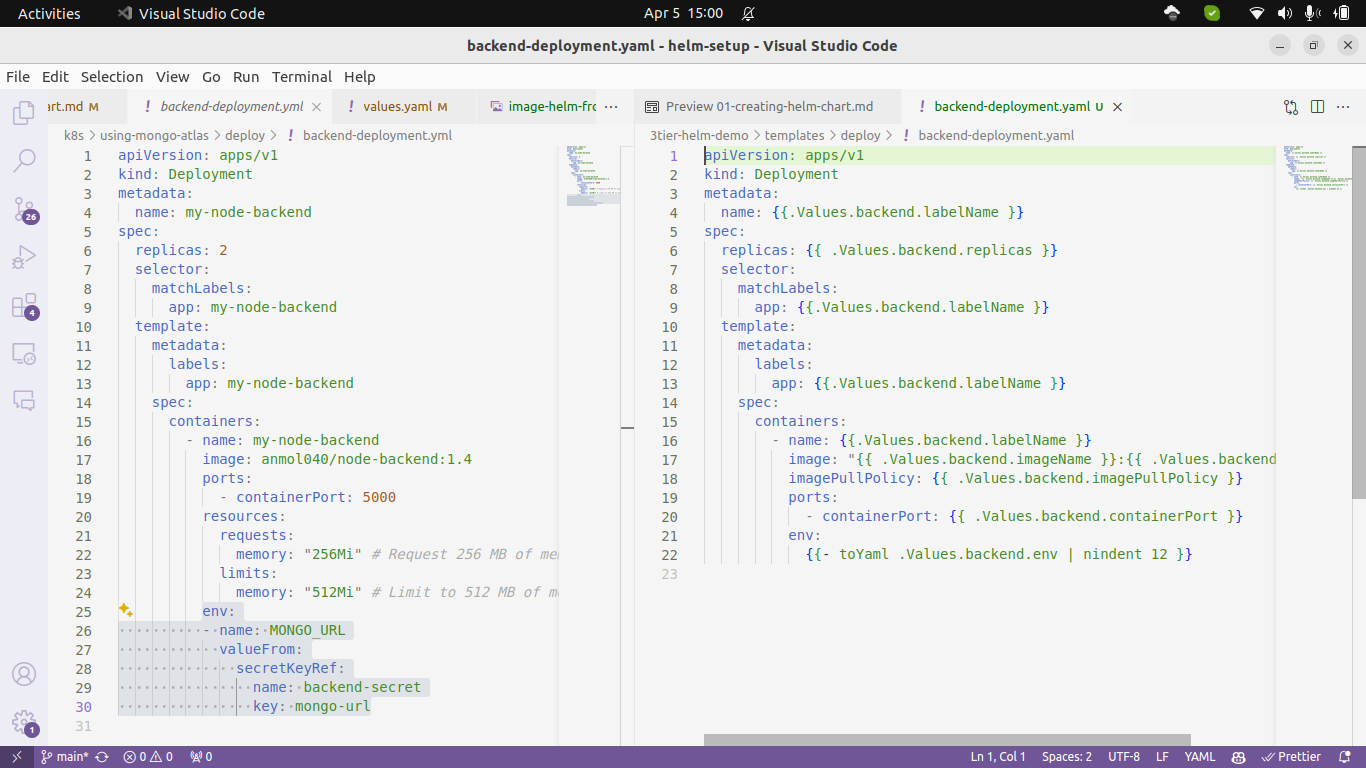 Activities
Visual Studio Code
Apr 5 15:00
backend-deployment.yaml - helm-setup - Visual Studio Code
File Edit Selection View Go Run Terminal Help
art.md M
! backend-deployment.yml
! values.yaml M
image-helm-fro
Preview 01-creating-helm-chart.md
! backend-deployment.yaml U
k8s > using-mongo-atlas > deploy > ! backend-deployment.yml
1 apiVersion: apps/v1
2 kind: Deployment
3 metadata:
4 name: my-node-backend
5 spec:
6 replicas: 2
7 selector:
8 matchLabels:
9 app: my-node-backend
10 template:
11 metadata:
12 labels:
13 app: my-node-backend
14 spec:
15 containers:
16 - name: my-node-backend
17 image: anmol040/node-backend:1.4
18 ports:
19 - containerPort: 5000
20 resources:
21 requests:
22 memory: "256Mi" # Request 256 MB of me
23 limits:
24 memory: "512Mi" # Limit to 512 MB of m
25 env:
26 - name: MONGO_URL
27 valueFrom:
28 secretKeyRef:
29 name: backend-secret
30 key: mongo-url
31
3tier-helm-demo > templates > deploy > ! backend-deployment.yaml
1 apiVersion: apps/v1
2 kind: Deployment
3 metadata:
4 name: {{.Values.backend.labelName }}
5 spec:
6 replicas: {{ .Values.backend.replicas }}
7 selector:
8 matchLabels:
9 app: {{.Values.backend.labelName }}
10 template:
11 metadata:
12 labels:
13 app: {{.Values.backend.labelName }}
14 spec:
15 containers:
16 - name: {{.Values.backend.labelName }}
17 image: "{{ .Values.backend.imageName }}:{{ .Values.backend
18 imagePullPolicy: {{ .Values.backend.imagePullPolicy }}
19 ports:
20 - containerPort: {{ .Values.backend.containerPort }}
21 env:
22 {{- toYaml .Values.backend.env | nindent 12 }}
23
26
4
1
main*
0 0
0
Ln 1, Col 1
Spaces: 2
UTF-8
LF
YAML
Prettier